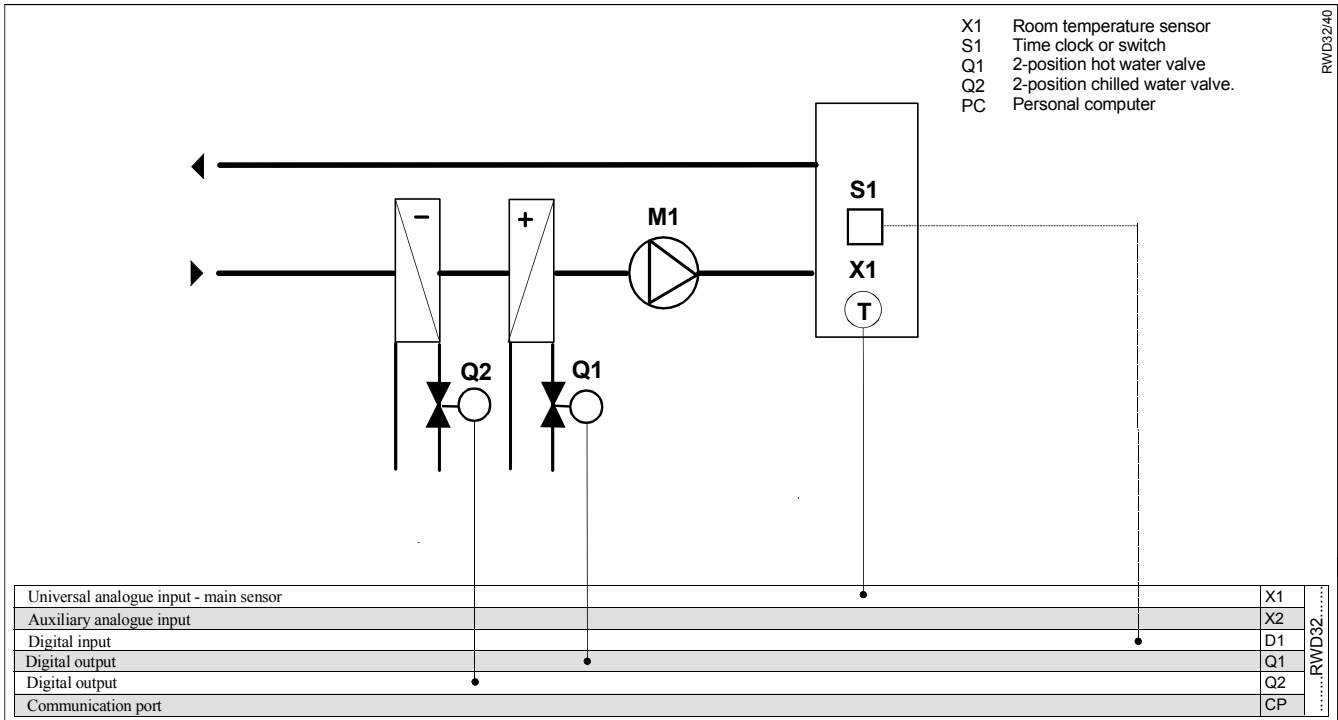 X1 Room temperature sensor
S1 Time clock or switch
Q1 2-position hot water valve
Q2 2-position chilled water valve.
PC Personal computer
RWD32/40
S1
M1
X1
T
− +
Q2 Q1
Universal analogue input - main sensor X1
Auxiliary analogue input X2
Digital input D1
Digital output Q1
Digital output Q2
Communication port CP
.......RWD32.......